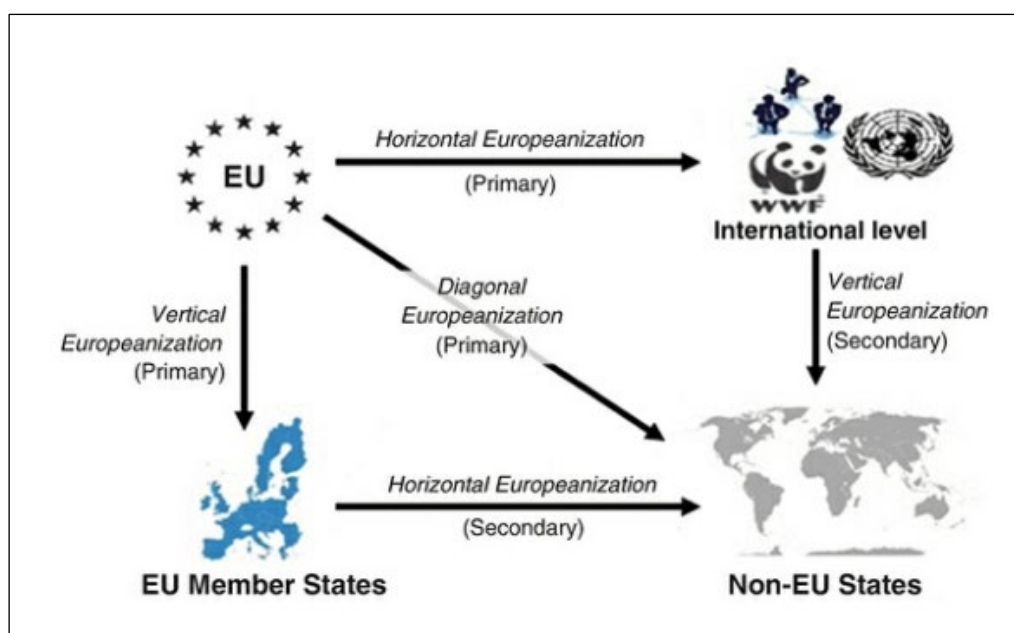 EU
Horizontal Europeanization
(Primary)
WWF
International level
Vertical
Europeanization
(Primary)
Diagonal
Europeanization
(Primary)
Vertical
Europeanization
(Secondary)
Horizontal Europeanization
(Secondary)
EU Member States
Non-EU States